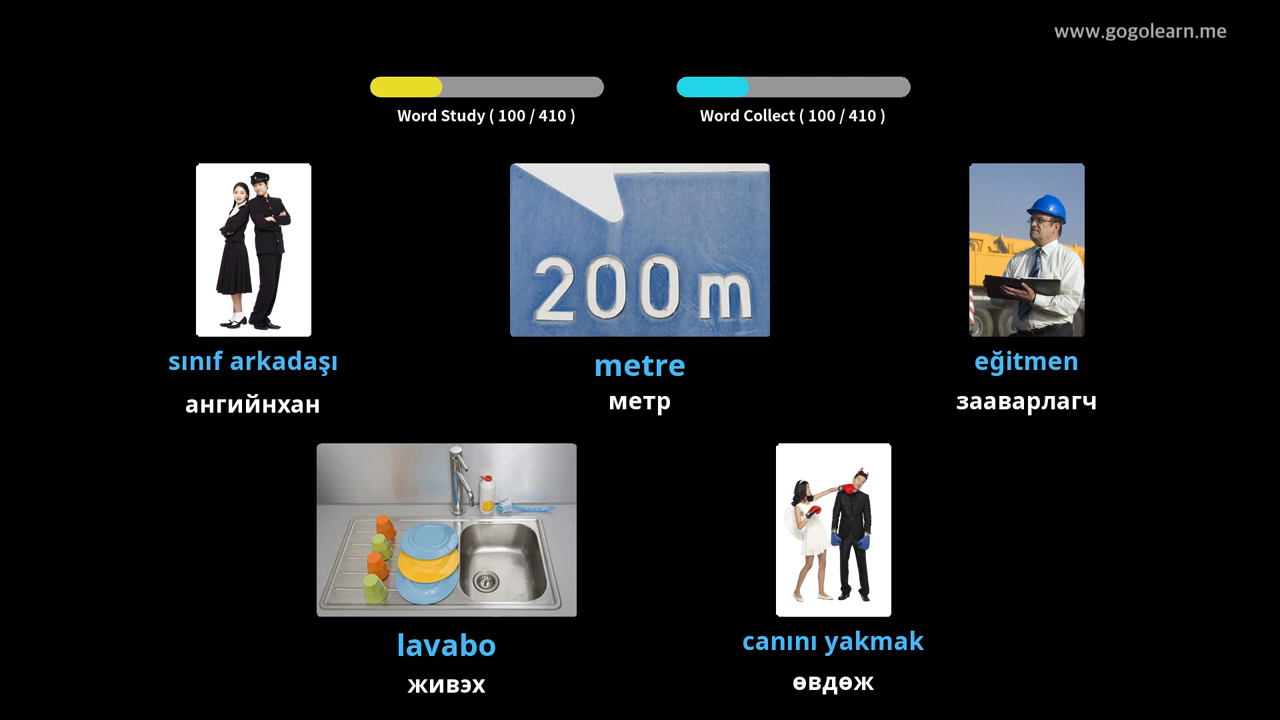 www.gogolearn.me
Word Study ( 100 / 410 )
Word Collect ( 100 / 410 )
200 m
sınıf arkadaşı
ангийнхан
metre
метр
eğitmen
зааварлагч
lavabo
живэх
canını yakmak
өвдөж